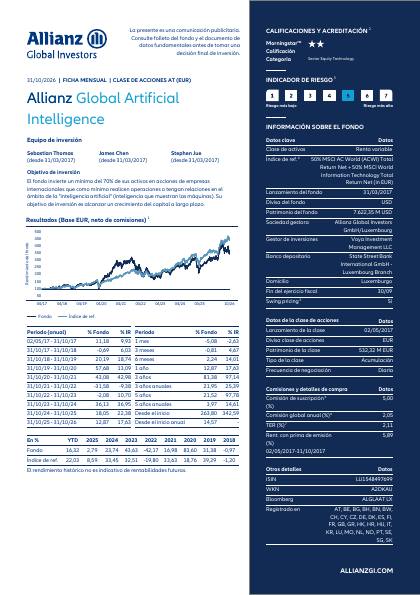 Allianz
Global Investors
La presente es una comunicación publicitaria.
Consulte folleto del fondo y el documento de
datos fundamentales antes de tomar una
decisión final de inversión.
31/10/2026 | FICHA MENSUAL | CLASE DE ACCIONES AT (EUR)
Allianz Global Artificial
Intelligence
Equipo de inversión
Sebastian Thomas James Chen Stephen Jue
(desde 31/03/2017) (desde 31/03/2017) (desde 31/03/2017)
Objetivo de inversión
El fondo invierte un mínimo del 70% de sus activos en acciones de empresas
internacionales que como mínimo realicen operaciones o tengan relaciones en el
ámbito de la "inteligencia artificial" (inteligencia que muestran las máquinas). Su
objetivo de inversión es alcanzar un crecimiento del capital a largo plazo.
Resultados (Base EUR, neto de comisiones) 1
Fondo Índice de ref.
Periodo (anual) % Fondo % IR Periodo % Fondo % IR
02/05/17 - 31/10/17 11,18 9,93 1 mes -5,08 -2,63
31/10/17 - 31/10/18 -0,69 6,03 3 meses -0,81 4,67
31/10/18 - 31/10/19 20,19 18,74 6 meses 2,24 14,01
31/10/19 - 31/10/20 57,68 13,09 1 año 12,87 17,63
31/10/20 - 31/10/21 42,08 42,98 3 años 81,38 97,14
31/10/21 - 31/10/22 -31,58 -9,38 3 años anuales 21,95 25,39
31/10/22 - 31/10/23 -2,08 10,70 5 años 21,52 97,78
31/10/23 - 31/10/24 36,13 36,95 5 años anuales 3,97 14,61
31/10/24 - 31/10/25 18,05 22,38 Desde el inicio 263,80 342,59
31/10/25 - 31/10/26 12,87 17,63 Desde el inicio anual 14,57 -
En % YTD 2025 2024 2023 2022 2021 2020 2019 2018
Fondo 16,32 2,79 23,74 43,63 -42,17 16,98 81,60 31,38 -0,97
Índice de ref. 22,03 8,59 33,45 32,51 -19,80 33,63 18,76 39,29 -1,20
El rendimiento histórico no es indicativo de rentabilidades futuras.
CALIFICACIONES Y ACREDITACIÓN
Morningstar™
Calificación
Categoría Sector Equity Technology
INDICADOR DE RIESGO
1 2 3 4 5 6 7
Riesgo más bajo Riesgo más alto
INFORMACIÓN SOBRE EL FONDO
Datos clave Datos
Clase de activos Renta variable
Índice de ref. 50% MSCI AC World (ACWI) Total
Return Net + 50% MSCI World
Information Technology Total
Return Net (in EUR)
Lanzamiento del fondo 31/03/2017
Divisa del fondo USD
Patrimonio del fondo 7.622,35 M USD
Sociedad gestora Allianz Global Investors
GmbH/Luxembourg
Gestor de inversiones Voya Investment
Management LLC
Banco depositario State Street Bank
International GmbH -
Luxembourg Branch
Domicilio Luxemburgo
Fin del ejercicio fiscal 30/09
Swing pricing Sí
Datos de la clase de acciones Datos
Lanzamiento de la clase 02/05/2017
Divisa clase de acciones EUR
Patrimonio de la clase 532,32 M EUR
Tipo de la clase Acumulación
Frecuencia de negociación Diaria
Comisiones y detalles de compra Datos
Comisión de suscripción 5,00
(%)
Comisión global anual (%) 2,05
TER (%) 2,11
Rent. con prima de emisión 5,89
(%)
02/05/2017-31/10/2017
Otros detalles Datos
ISIN LU1548497699
WKN A2DKAU
Bloomberg ALGLAAT LX
Registrado en AT, BE, BG, BH, BN, BW,
CH, CY, CZ, DE, DK, ES, FI,
FR, GB, GR, HK, HR, HU, IT,
KR, LU, MO, NL, NO, PT, SE,
SG, SK
ALLIANZGI.COM